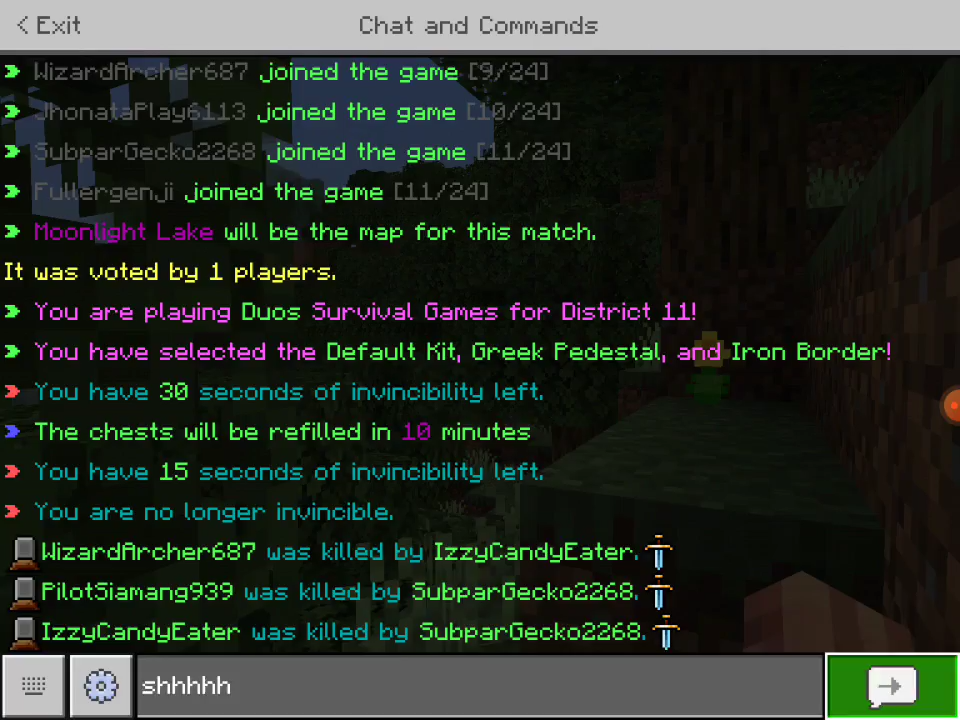 < Exit
Chat and Commands
WizardArcher687 joined the game [9/24]
JhonataPlay6113 joined the game [10/24]
SubparGecko2268 joined the game [11/24]
Fullergenji joined the game [11/24]
Moonlight Lake will be the map for this match.
It was voted by 1 players.
You are playing Duos Survival Games for District 11!
You have selected the Default Kit, Greek Pedestal, and Iron Border!
You have 30 seconds of invincibility left.
The chests will be refilled in 10 minutes
You have 15 seconds of invincibility left.
You are no longer invincible.
WizardArcher687 was killed by IzzyCandyEater.
PilotSiamang939 was killed by SubparGecko2268.
IzzyCandyEater was killed by SubparGecko2268.
shhhhh